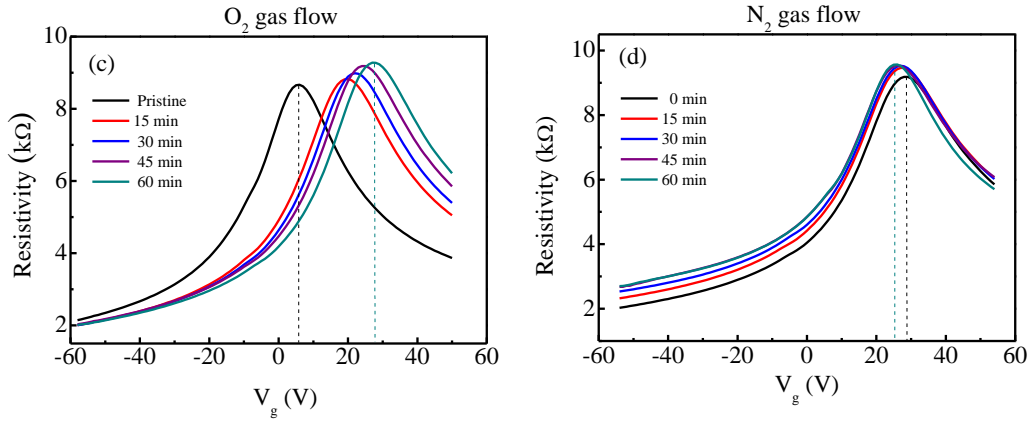 O₂ gas flow
(c)
Pristine
15 min
30 min
45 min
60 min
Resistivity (kΩ)
10
8
6
4
2
-60 -40 -20 0 20 40 60
V_g (V)
N₂ gas flow
(d)
0 min
15 min
30 min
45 min
60 min
Resistivity (kΩ)
10
8
6
4
2
-60 -40 -20 0 20 40 60
V_g (V)